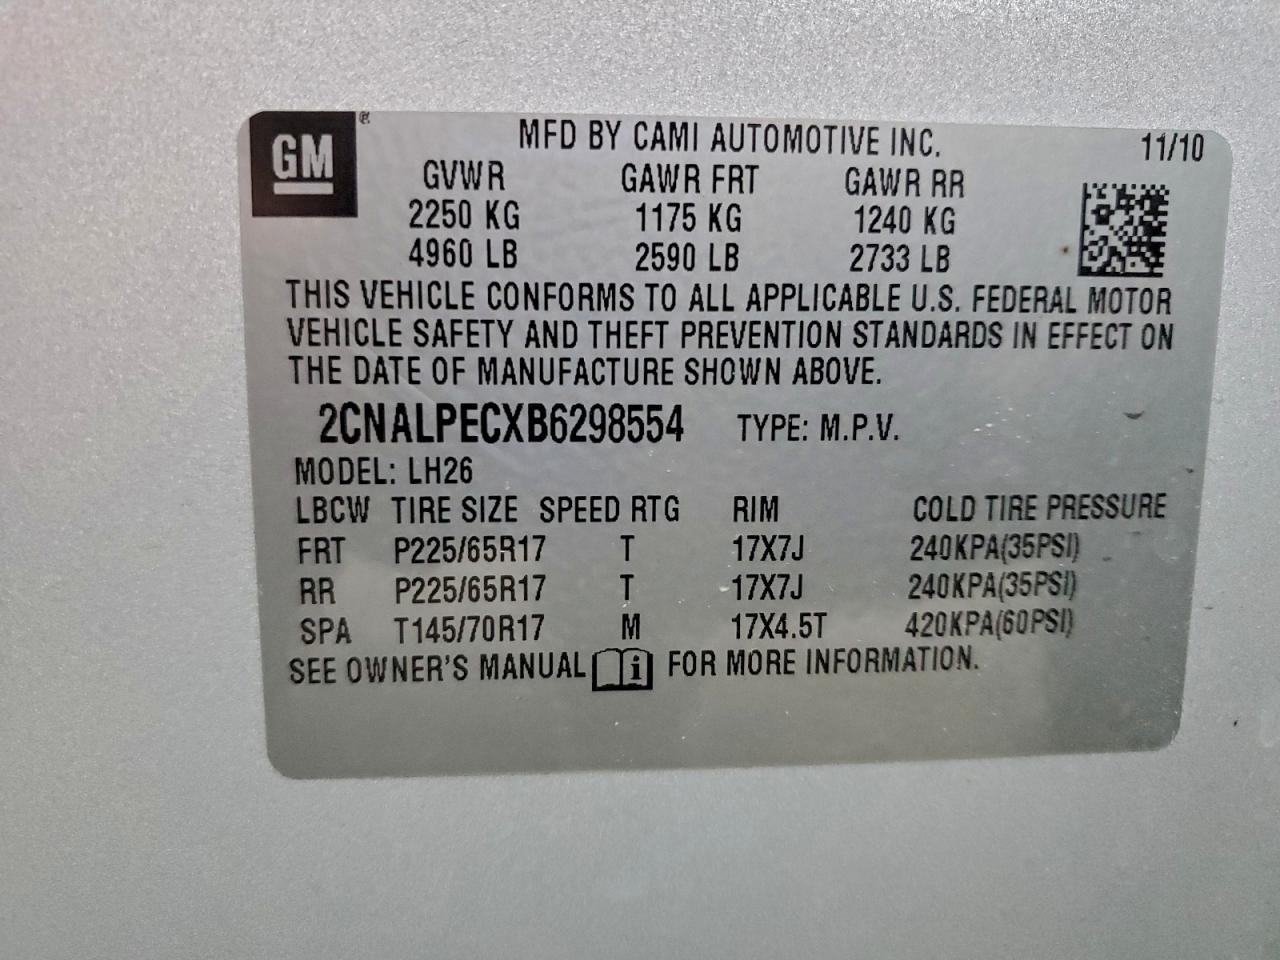 GM ®
MFD BY CAMI AUTOMOTIVE INC. 11/10
GVWR GAWR FRT GAWR RR
2250 KG 1175 KG 1240 KG
4960 LB 2590 LB 2733 LB
THIS VEHICLE CONFORMS TO ALL APPLICABLE U.S. FEDERAL MOTOR
VEHICLE SAFETY AND THEFT PREVENTION STANDARDS IN EFFECT ON
THE DATE OF MANUFACTURE SHOWN ABOVE.
2CNALPECXB6298554 TYPE: M.P.V.
MODEL: LH26
LBCW TIRE SIZE SPEED RTG RIM COLD TIRE PRESSURE
FRT P225/65R17 T 17X7J 240KPA(35PSI)
RR P225/65R17 T 17X7J 240KPA(35PSI)
SPA T145/70R17 M 17X4.5T 420KPA(60PSI)
SEE OWNER'S MANUAL i FOR MORE INFORMATION.